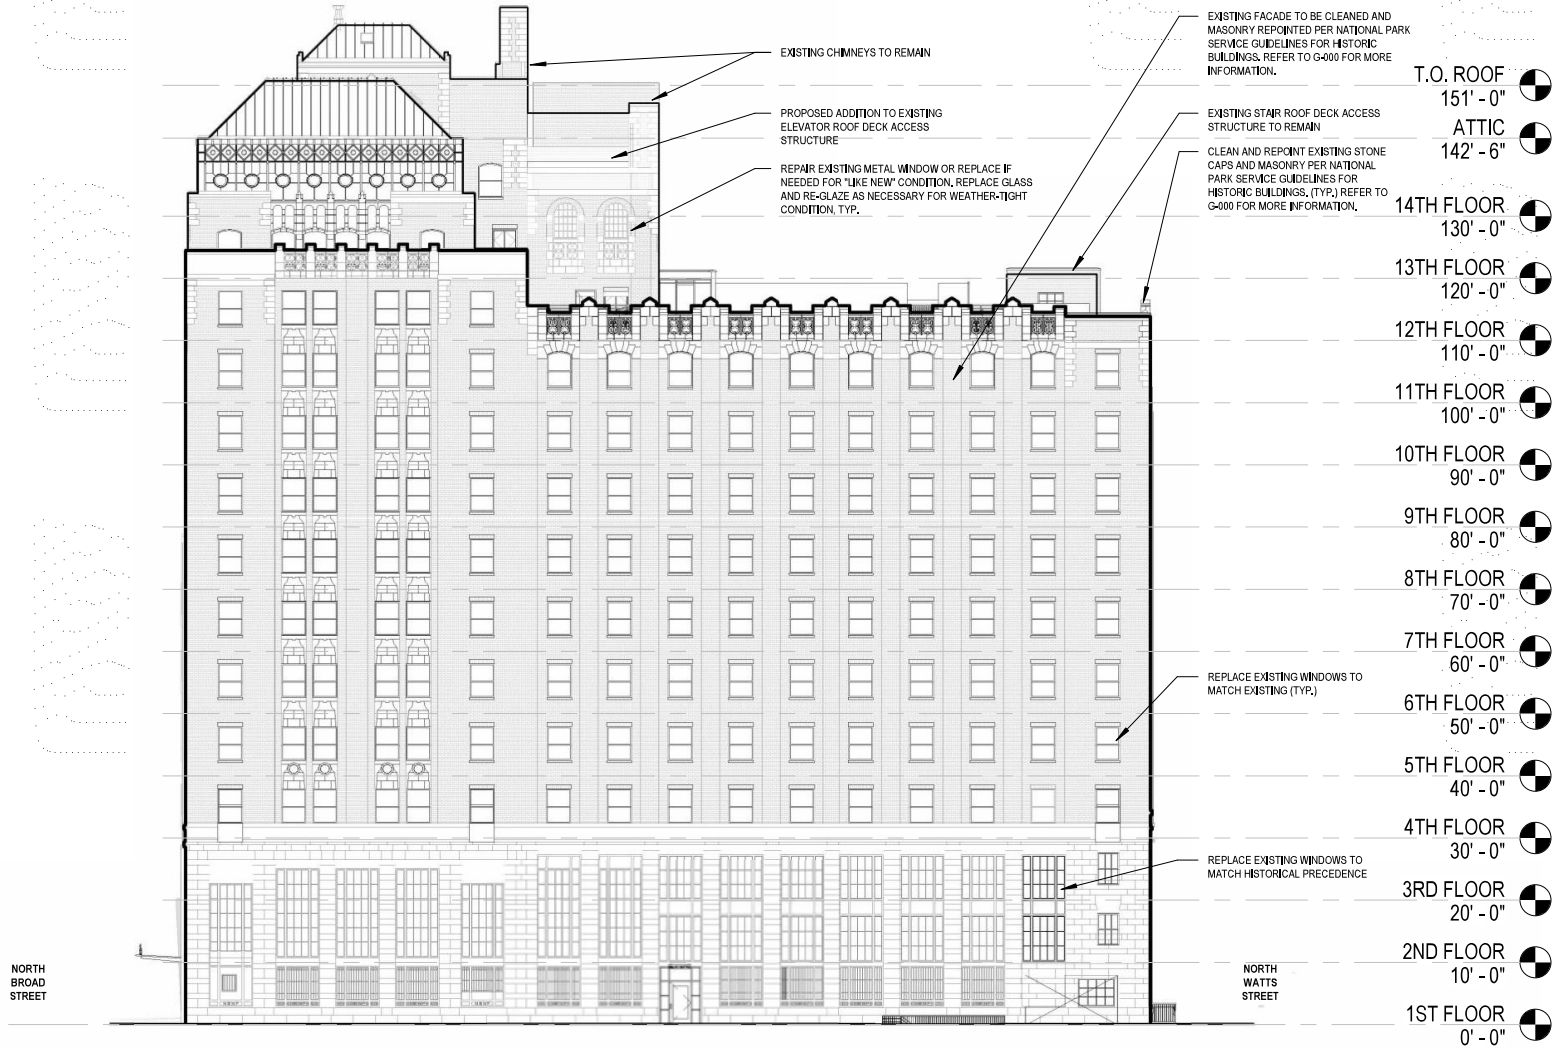 EXISTING CHIMNEYS TO REMAIN
PROPOSED ADDITION TO EXISTING
ELEVATOR ROOF DECK ACCESS
STRUCTURE
REPAIR EXISTING METAL WINDOW OR REPLACE IF
NEEDED FOR "LIKE NEW" CONDITION. REPLACE GLASS
AND RE-GLAZE AS NECESSARY FOR WEATHER-TIGHT
CONDITION, TYP.
EXISTING FACADE TO BE CLEANED AND
MASONRY REPOINTED PER NATIONAL PARK
SERVICE GUIDELINES FOR HISTORIC
BUILDINGS. REFER TO G-000 FOR MORE
INFORMATION.
EXISTING STAIR ROOF DECK ACCESS
STRUCTURE TO REMAIN
CLEAN AND REPOINT EXISTING STONE
CAPS AND MASONRY PER NATIONAL
PARK SERVICE GUIDELINES FOR
HISTORIC BUILDINGS. (TYP.) REFER TO
G-000 FOR MORE INFORMATION.
REPLACE EXISTING WINDOWS TO
MATCH EXISTING (TYP.)
REPLACE EXISTING WINDOWS TO
MATCH HISTORICAL PRECEDENCE
T.O. ROOF
151' - 0"
ATTIC
142' - 6"
14TH FLOOR
130' - 0"
13TH FLOOR
120' - 0"
12TH FLOOR
110' - 0"
11TH FLOOR
100' - 0"
10TH FLOOR
90' - 0"
9TH FLOOR
80' - 0"
8TH FLOOR
70' - 0"
7TH FLOOR
60' - 0"
6TH FLOOR
50' - 0"
5TH FLOOR
40' - 0"
4TH FLOOR
30' - 0"
3RD FLOOR
20' - 0"
2ND FLOOR
10' - 0"
1ST FLOOR
0' - 0"
NORTH
BROAD
STREET
NORTH
WATTS
STREET